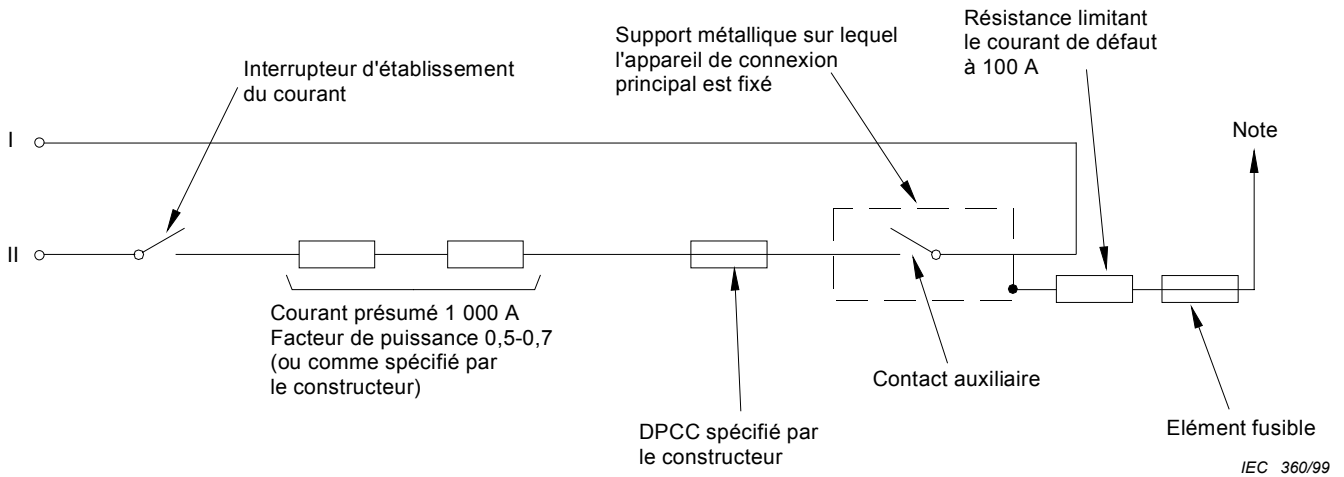 Résistance limitant
le courant de défaut
à 100 A
Support métallique sur lequel
l'appareil de connexion
principal est fixé
Interrupteur d'établissement
du courant
Note
I
II
Courant présumé 1 000 A
Facteur de puissance 0,5-0,7
(ou comme spécifié par
le constructeur)
Contact auxiliaire
DPCC spécifié par
le constructeur
Elément fusible
IEC 360/99